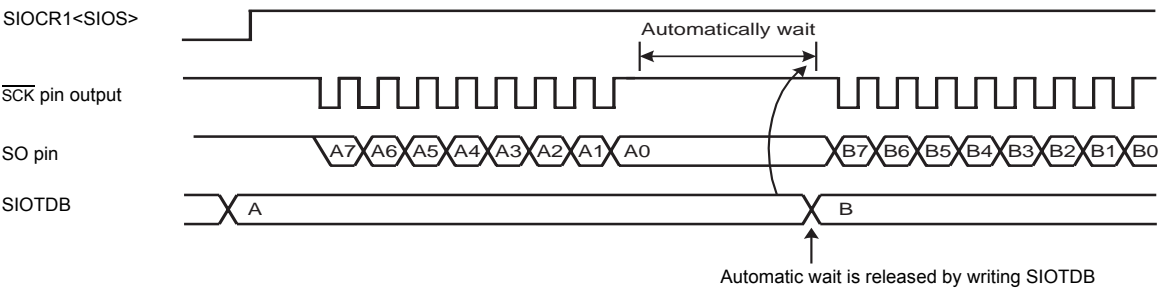 SIOCR1<SIOS>
Automatically wait
SCK pin output
SO pin
A7 A6 A5 A4 A3 A2 A1 A0 B7 B6 B5 B4 B3 B2 B1 B0
SIOTDB
A B
Automatic wait is released by writing SIOTDB